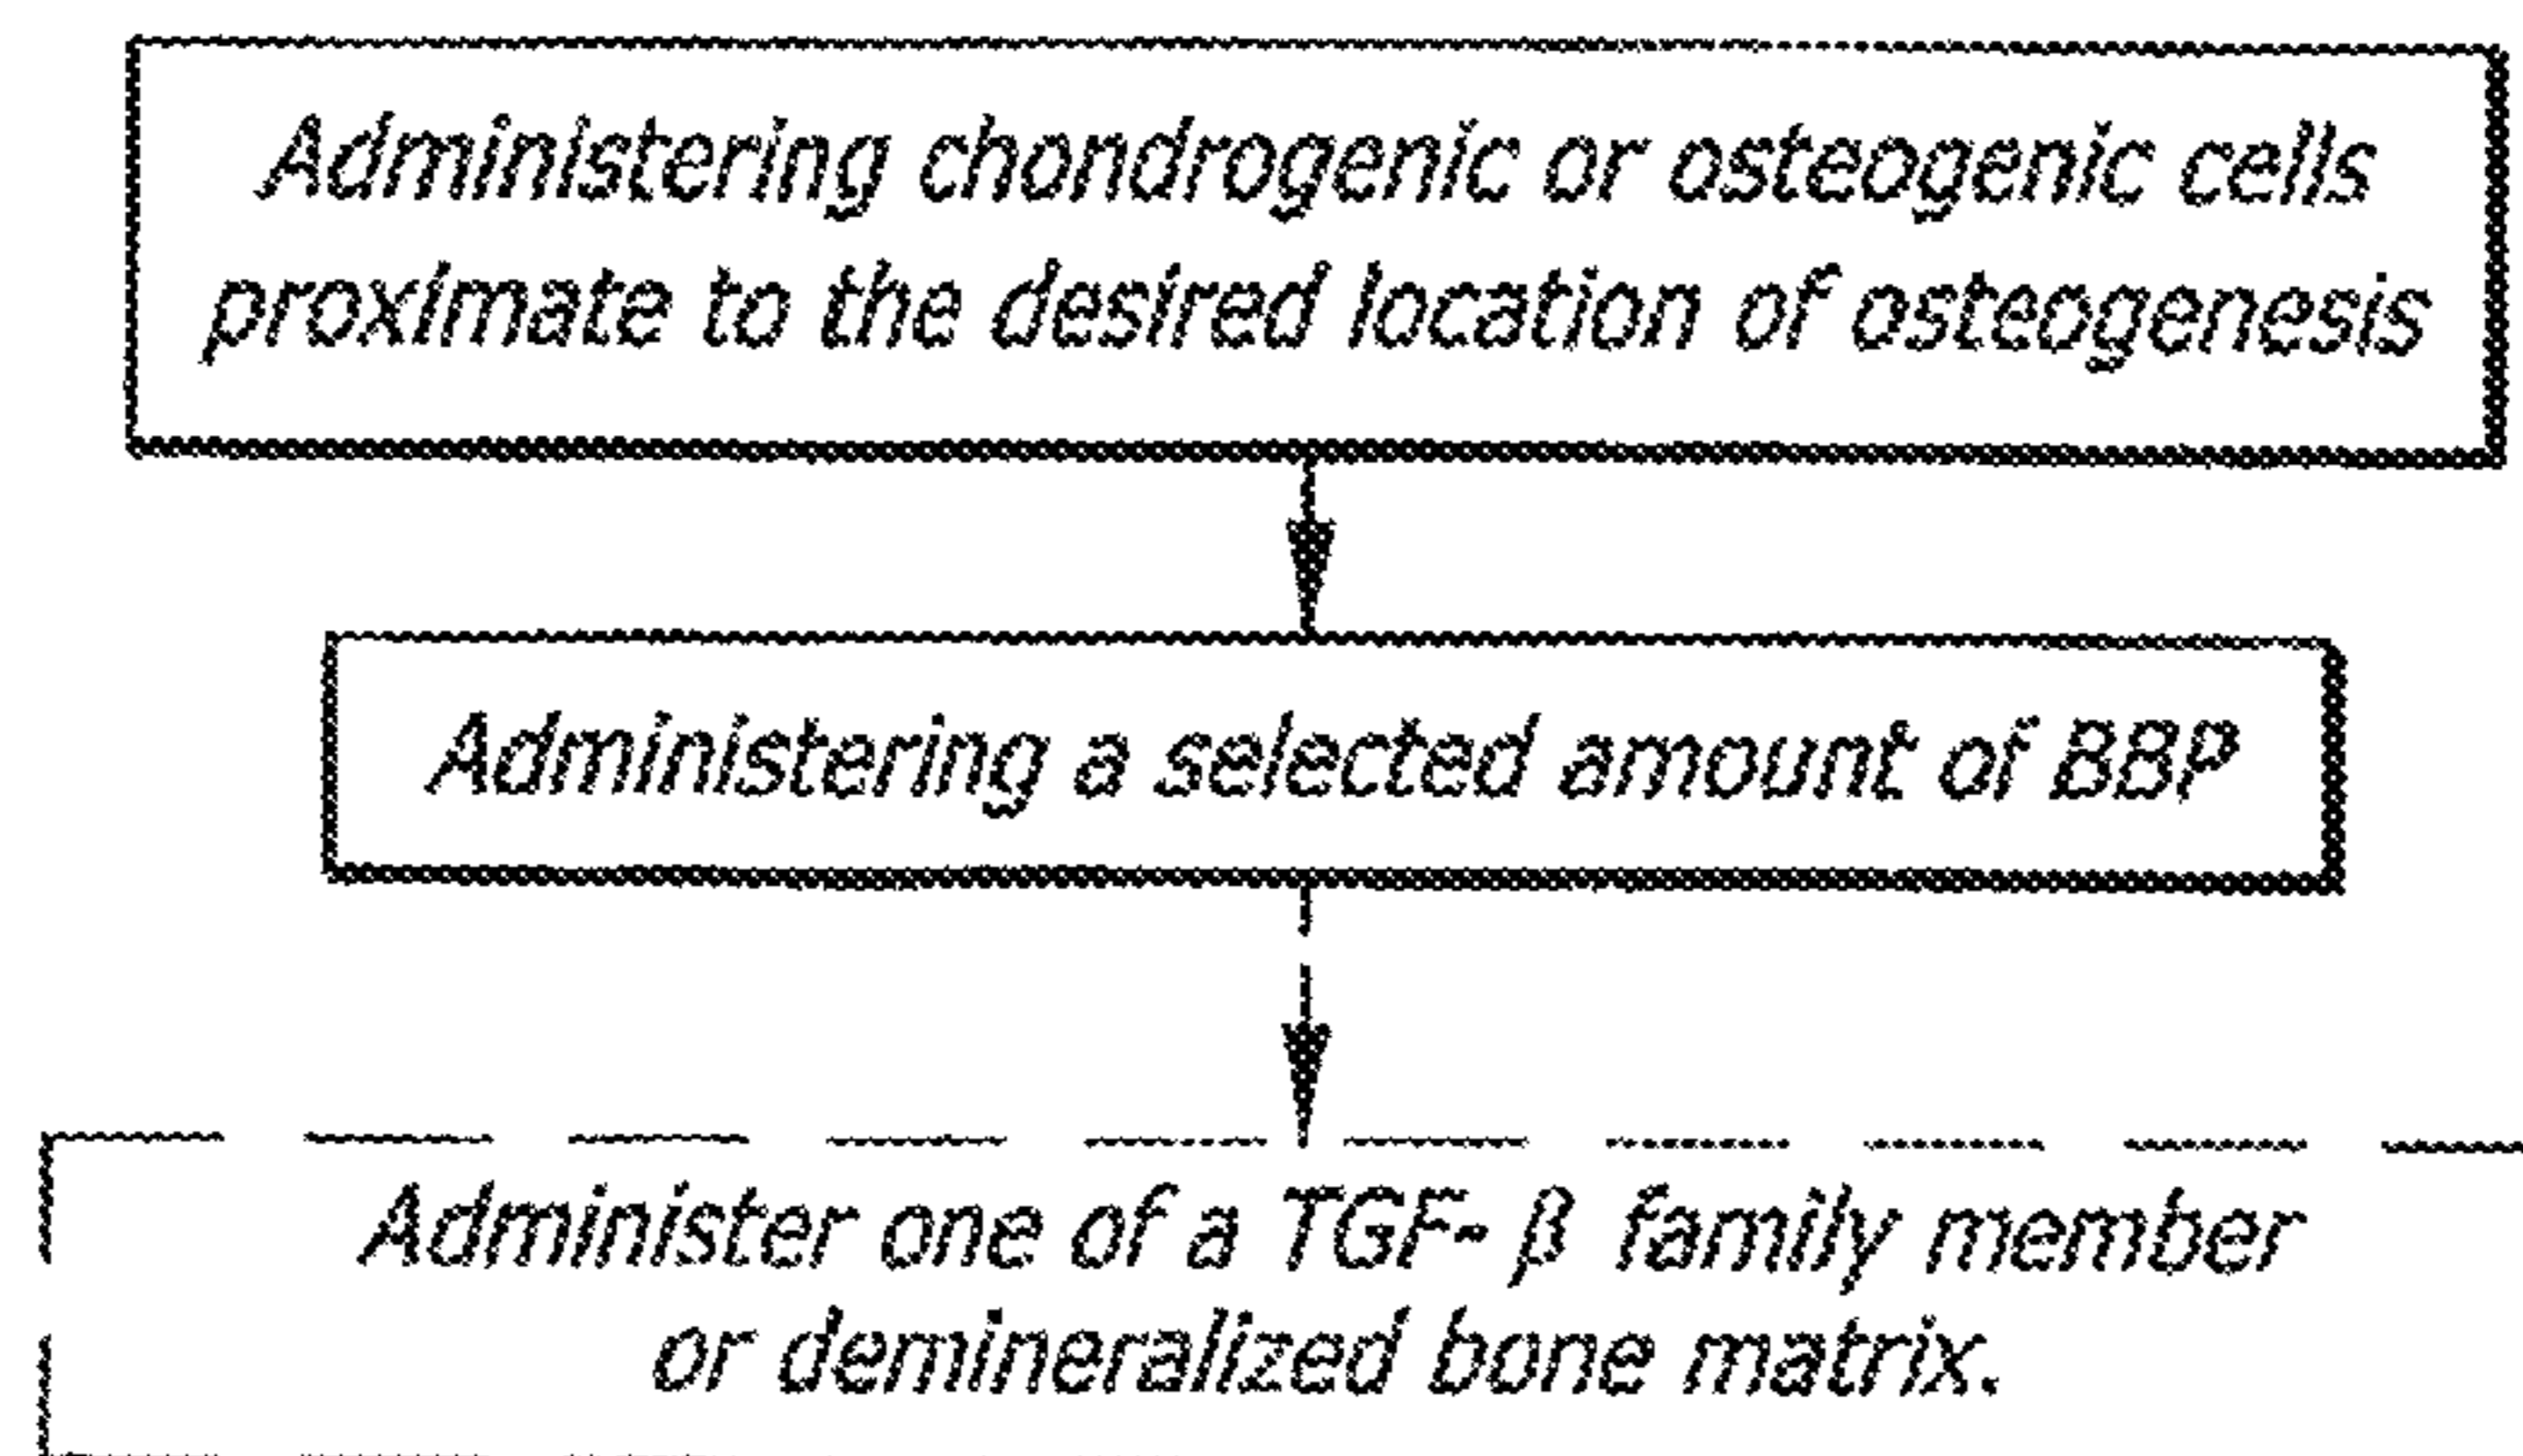 Administering chondrogenic or osteogenic cells
proximate to the desired location of osteogenesis
Administering a selected amount of BBP
Administer one of a TGF- β family member
or demineralized bone matrix.